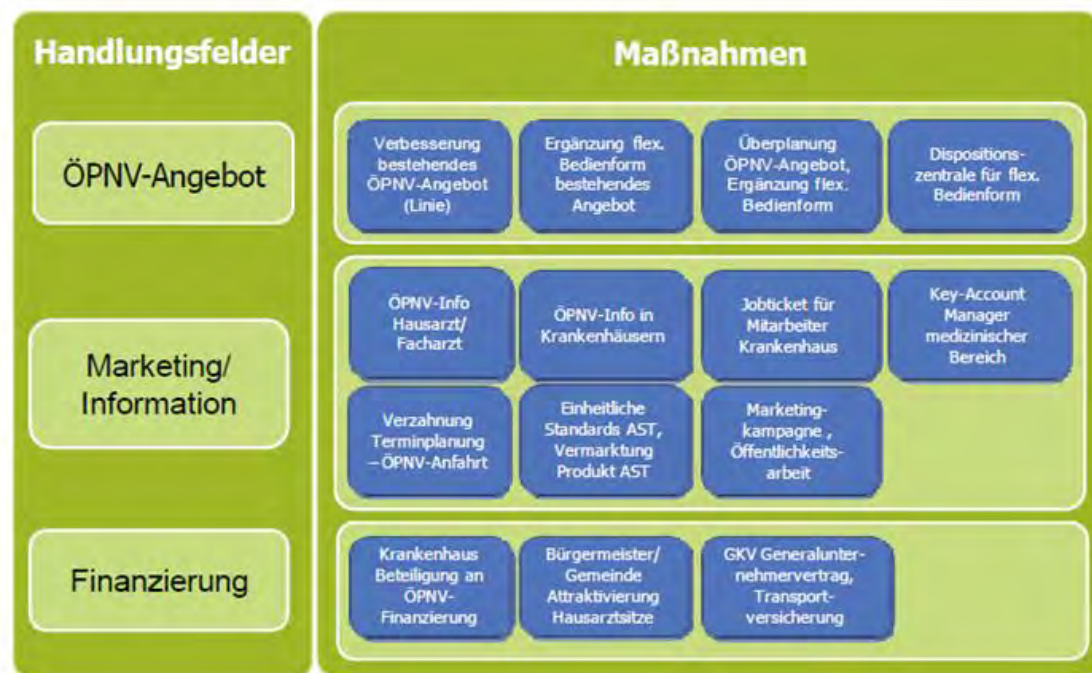 Handlungsfelder
Maßnahmen
ÖPNV-Angebot
Verbesserung
bestehendes
ÖPNV-Angebot
(Linie)
Ergänzung flex.
Bedienform
bestehendes
Angebot
Überplanung
ÖPNV-Angebot,
Ergänzung flex.
Bedienform
Dispositions-
zentrale für flex.
Bedienform
Marketing/
Information
ÖPNV-Info
Hausarzt/
Facharzt
ÖPNV-Info in
Krankenhäusern
Jobticket für
Mitarbeiter
Krankenhaus
Key-Account
Manager
medizinischer
Bereich
Verzahnung
Terminplanung
– ÖPNV-Anfahrt
Einheitliche
Standards AST,
Vermarktung
Produkt AST
Marketing-
kampagne ,
Öffentlichkeits-
arbeit
Finanzierung
Krankenhaus
Beteiligung an
ÖPNV-
Finanzierung
Bürgermeister/
Gemeinde
Attraktivierung
Hausarztsitze
GKV Generalunter-
nehmervertrag,
Transport-
versicherung